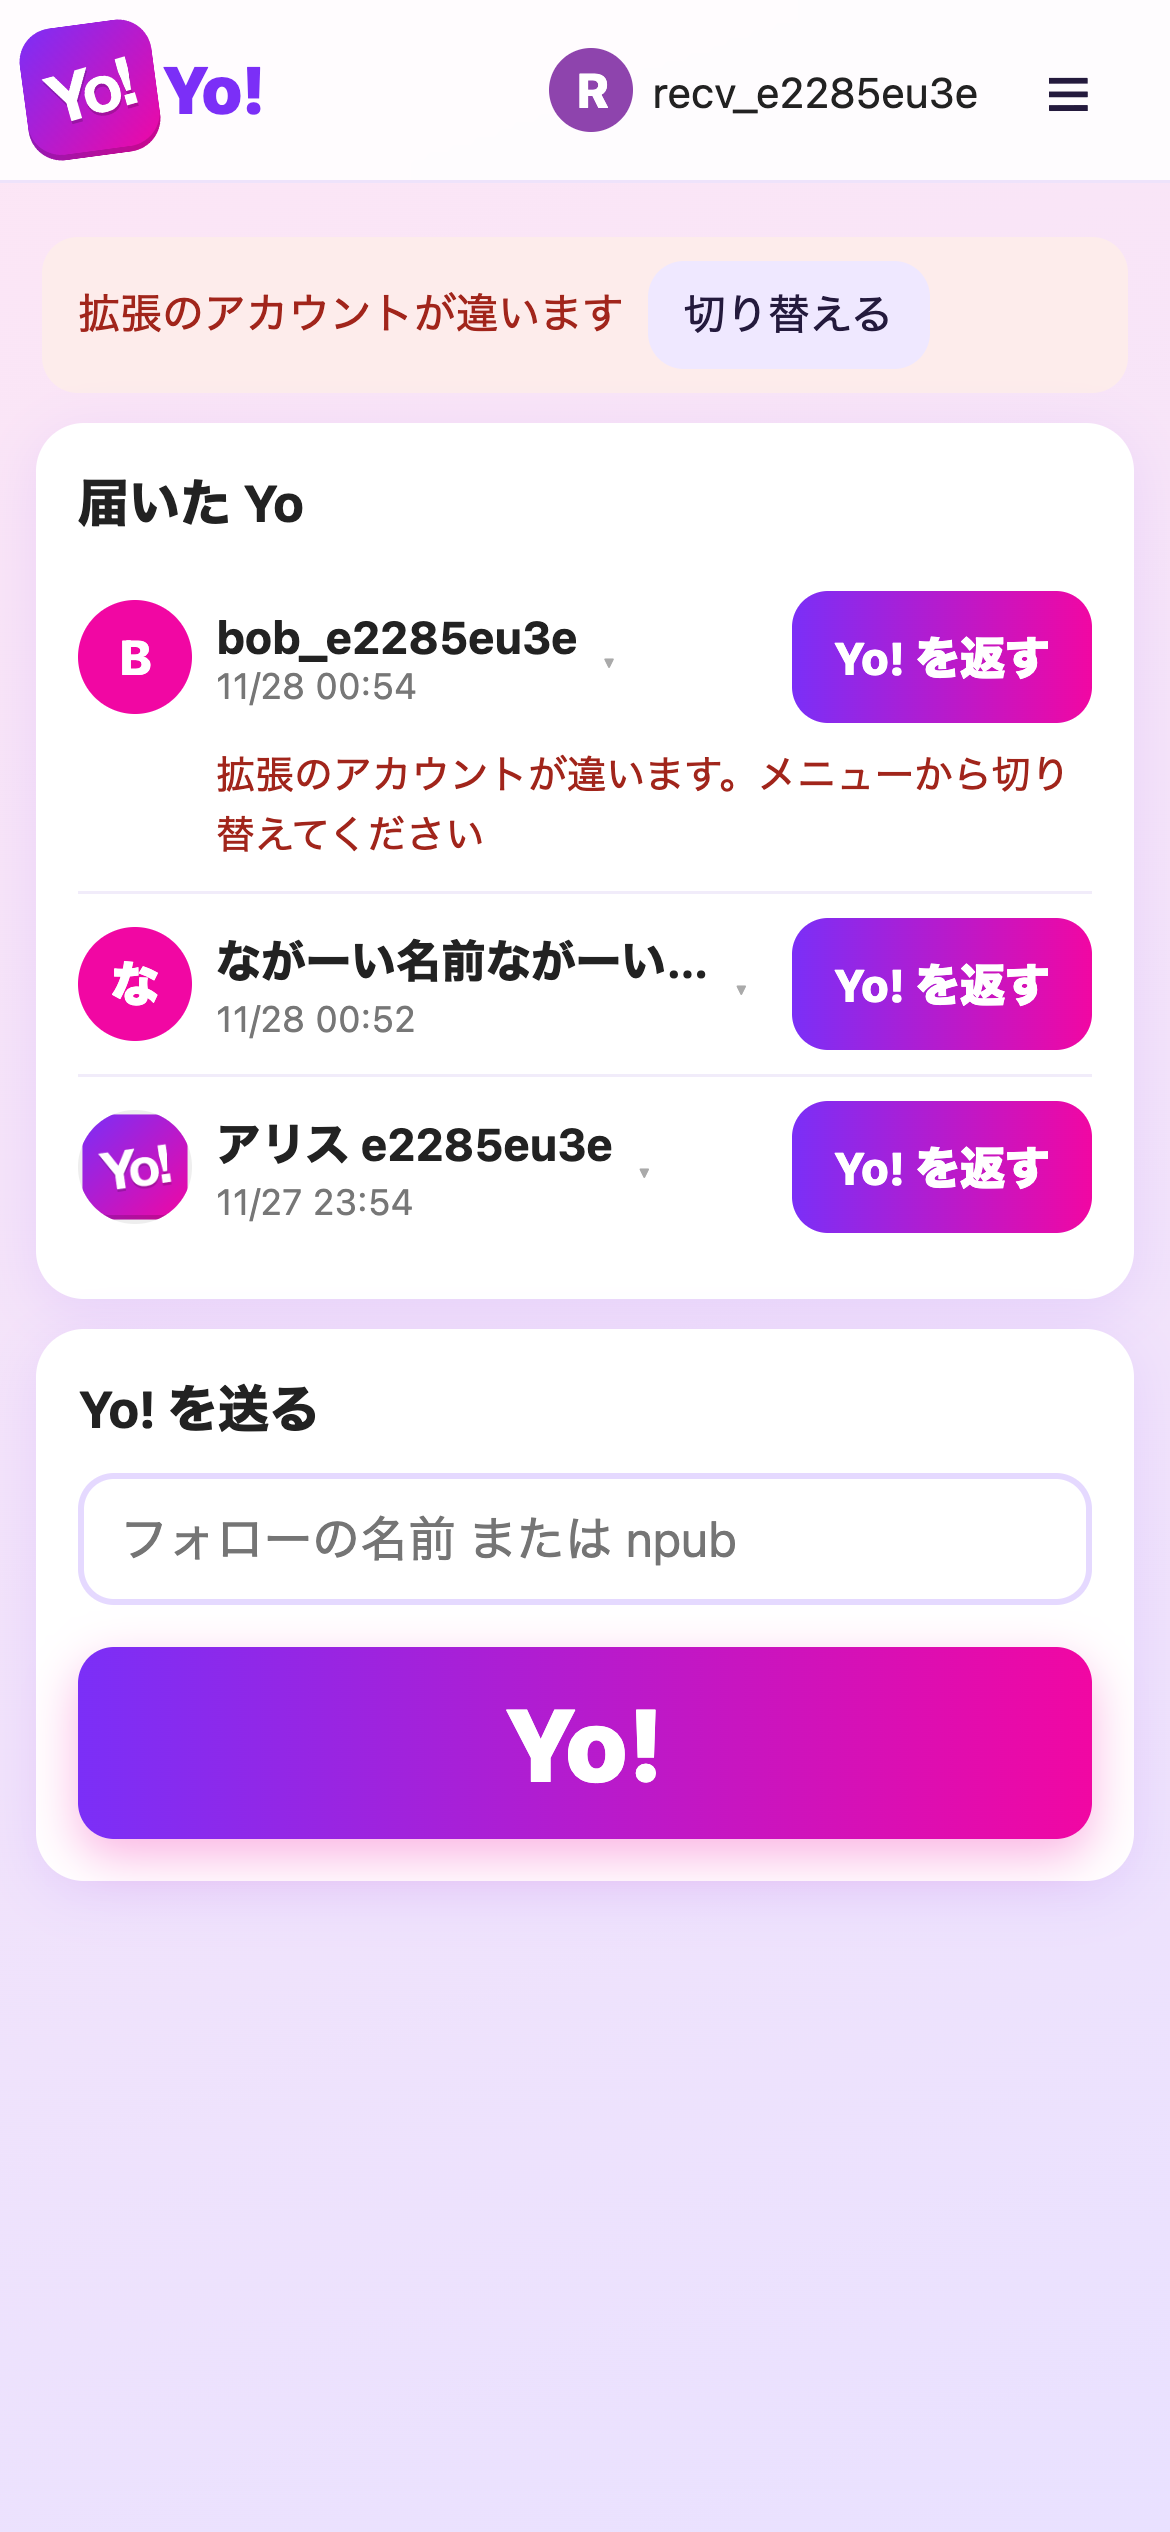 Yo! Yo!
R recv_e2285eu3e
拡張のアカウントが違います 切り替える
届いた Yo
B bob_e2285eu3e Yo! を返す
11/28 00:54
拡張のアカウントが違います。メニューから切り
替えてください
な ながーい名前ながーい... Yo! を返す
11/28 00:52
Yo! アリス e2285eu3e Yo! を返す
11/27 23:54
Yo! を送る
フォローの名前 または npub
Yo!